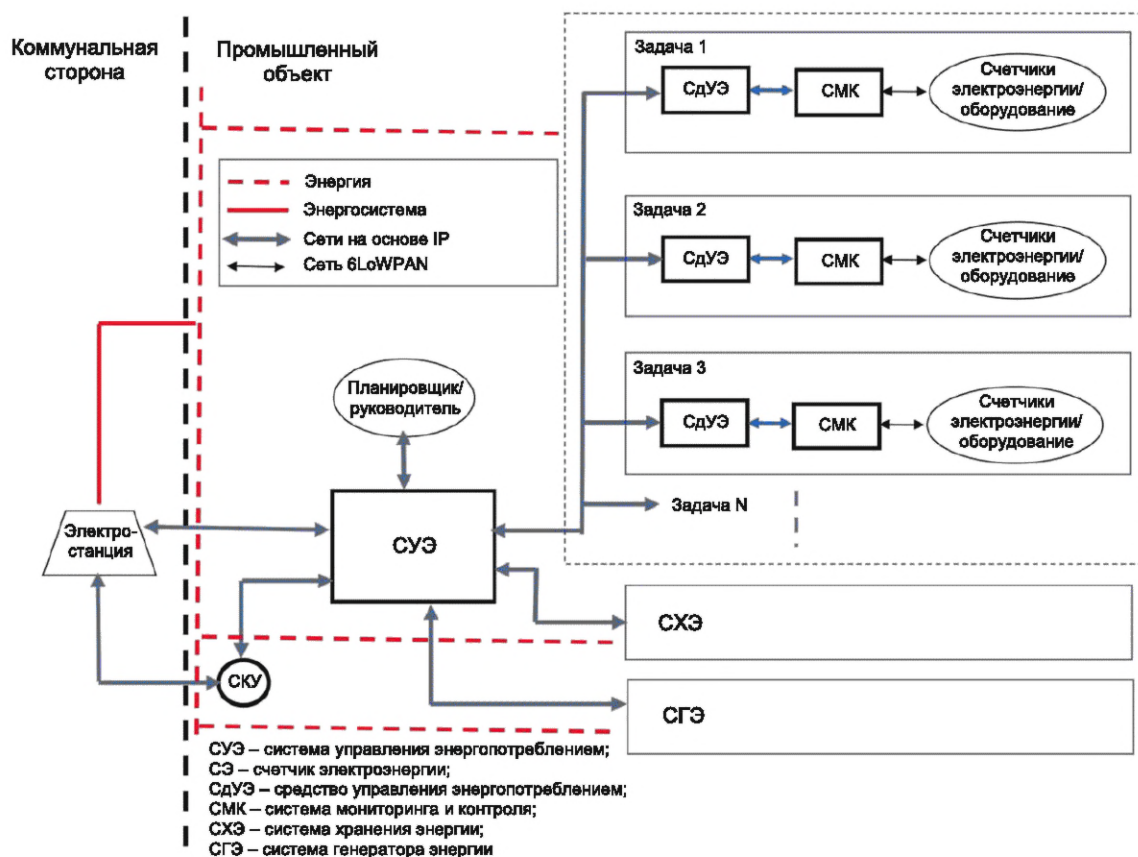 Коммунальная
сторона
Промышленный
объект
Энергия
Энергосистема
Сети на основе IP
Сеть 6LoWPAN
Задача 1
СдУЭ
СМК
Счетчики
электроэнергии/
оборудование
Задача 2
СдУЭ
СМК
Счетчики
электроэнергии/
оборудование
Задача 3
СдУЭ
СМК
Счетчики
электроэнергии/
оборудование
Задача N
Планировщик/
руководитель
Электро-
станция
СУЭ
СХЭ
СКУ
СГЭ
СУЭ – система управления энергопотреблением;
СЭ – счетчик электроэнергии;
СдУЭ – средство управления энергопотреблением;
СМК – система мониторинга и контроля;
СХЭ – система хранения энергии;
СГЭ – система генератора энергии